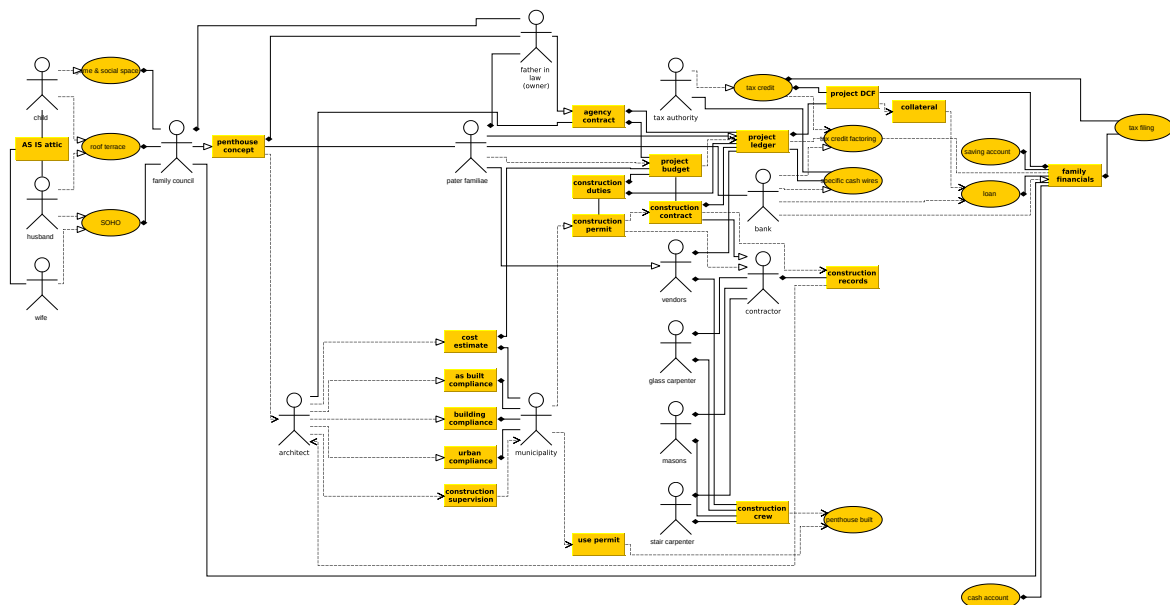 father in
law
(owner)
me & social space
child
AS IS attic
roof terrace
family council
penthouse
concept
husband
SOHO
wife
pater familiae
agency
contract
tax authority
tax credit
project DCF
collateral
tax filing
project
ledger
tax credit factoring
saving account
project
budget
family
financials
construction
duties
specific cash wires
loan
bank
construction
contract
construction
permit
vendors
contractor
construction
records
cost
estimate
glass carpenter
as built
compliance
building
compliance
architect
municipality
masons
urban
compliance
construction
supervision
construction
crew
penthouse built
stair carpenter
use permit
cash account